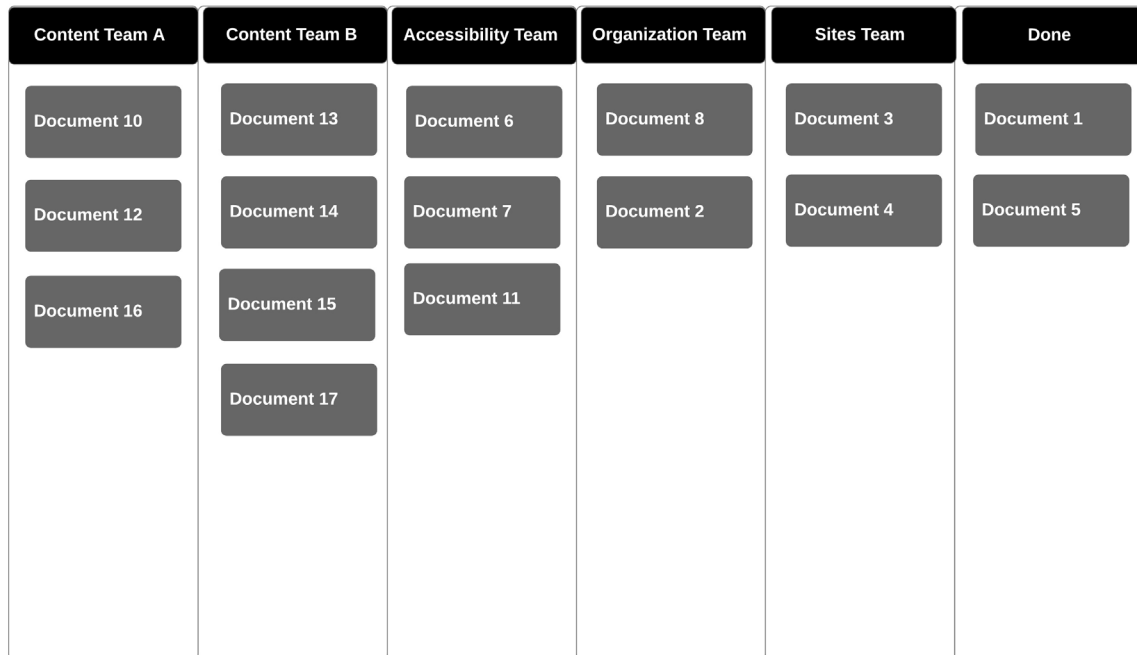 Content Team A
Content Team B
Accessibility Team
Organization Team
Sites Team
Done
Document 10
Document 13
Document 6
Document 8
Document 3
Document 1
Document 12
Document 14
Document 7
Document 2
Document 4
Document 5
Document 16
Document 15
Document 11
Document 17